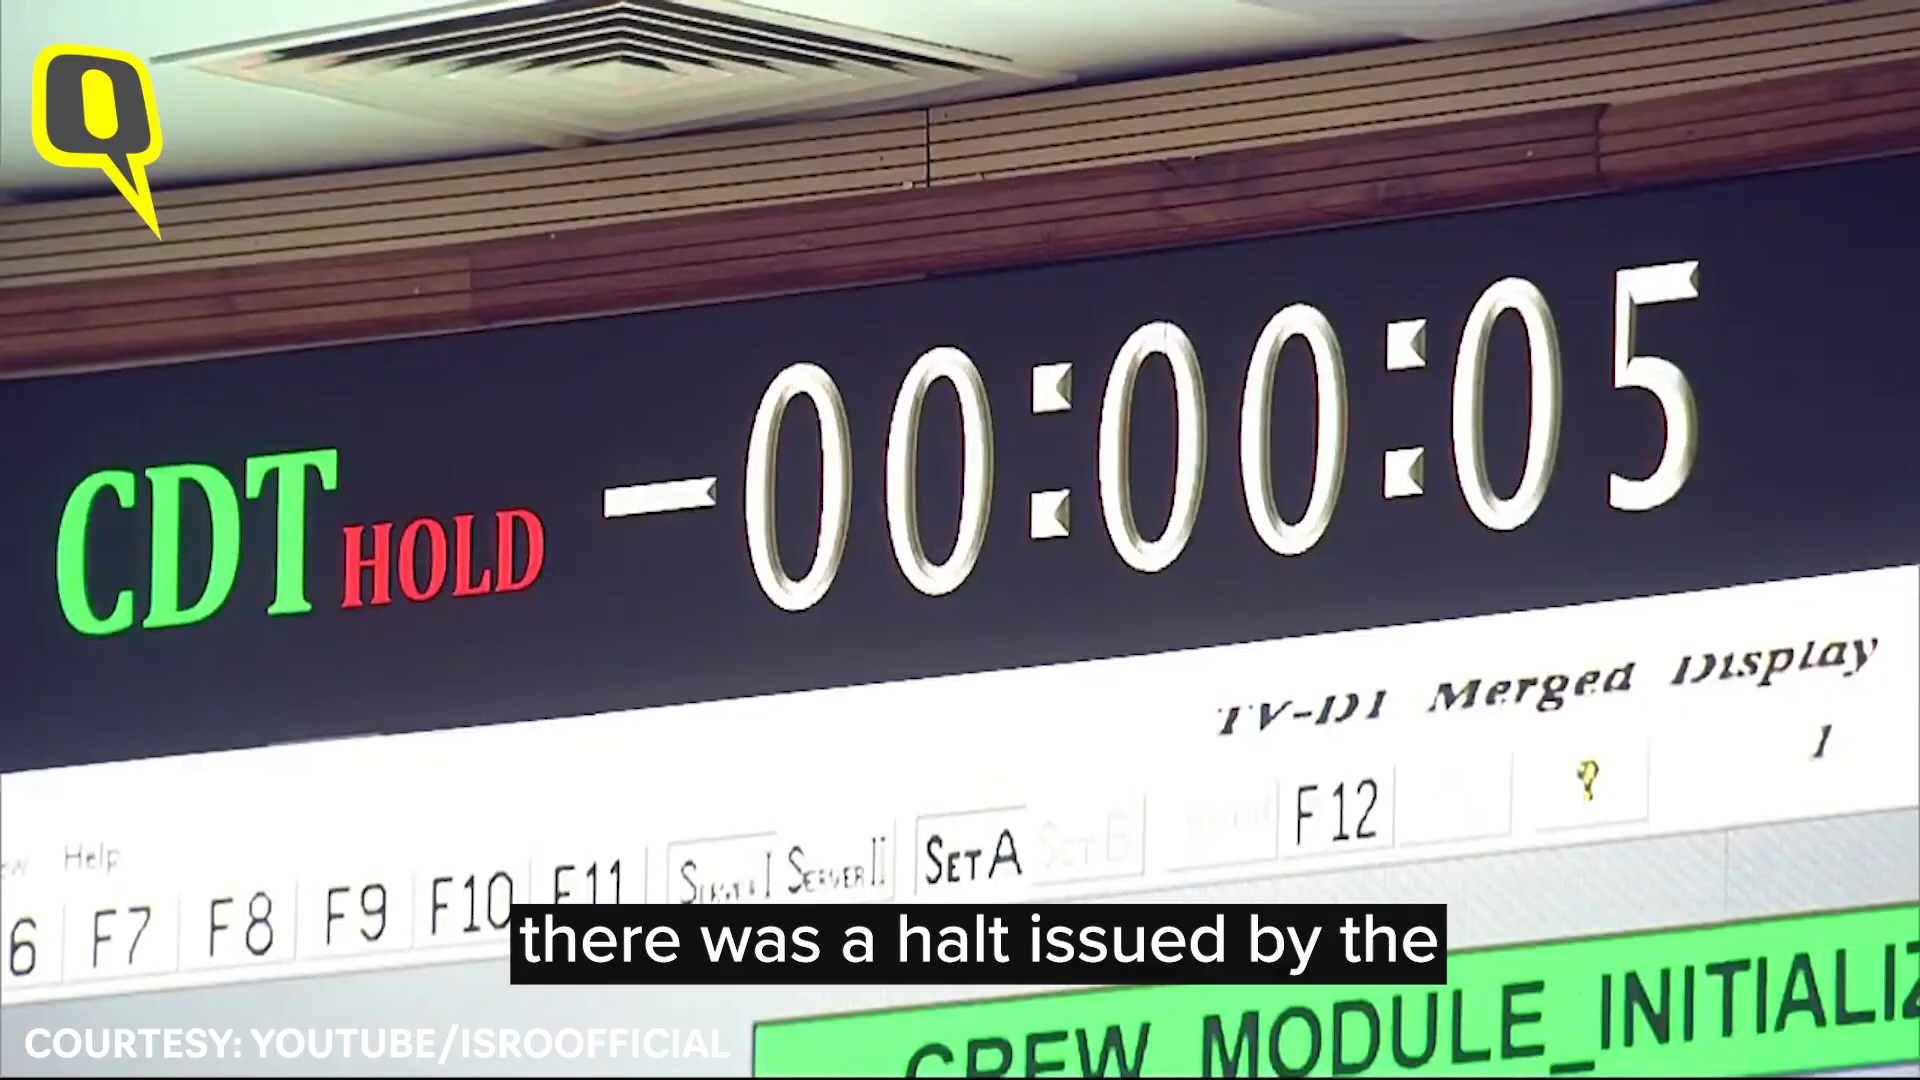 Q
CDT HOLD -00:00:05
TV-D1 Merged Display
1
Help
6 F7 F8 F9 F10 F11 SERVER II SET A SET B F12 ?
there was a halt issued by the
CREW_MODULE_INITIALIZ
COURTESY: YOUTUBE/ISROOFFICIAL